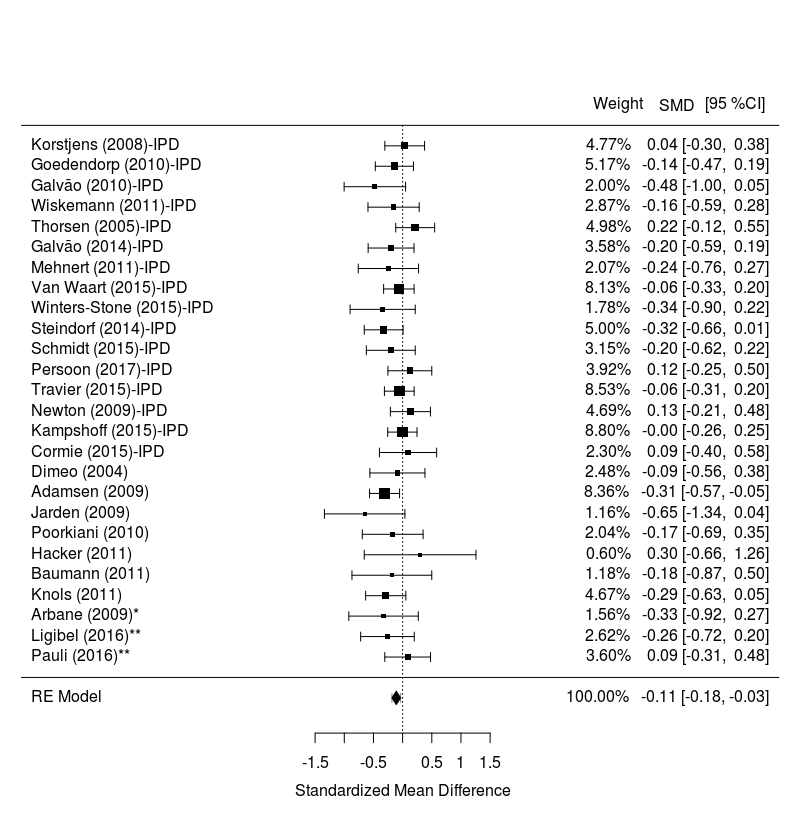 Weight SMD [95 %CI]
Korstjens (2008)-IPD 4.77% 0.04 [-0.30, 0.38]
Goedendorp (2010)-IPD 5.17% -0.14 [-0.47, 0.19]
Galvão (2010)-IPD 2.00% -0.48 [-1.00, 0.05]
Wiskemann (2011)-IPD 2.87% -0.16 [-0.59, 0.28]
Thorsen (2005)-IPD 4.98% 0.22 [-0.12, 0.55]
Galvão (2014)-IPD 3.58% -0.20 [-0.59, 0.19]
Mehnert (2011)-IPD 2.07% -0.24 [-0.76, 0.27]
Van Waart (2015)-IPD 8.13% -0.06 [-0.33, 0.20]
Winters-Stone (2015)-IPD 1.78% -0.34 [-0.90, 0.22]
Steindorf (2014)-IPD 5.00% -0.32 [-0.66, 0.01]
Schmidt (2015)-IPD 3.15% -0.20 [-0.62, 0.22]
Persoon (2017)-IPD 3.92% 0.12 [-0.25, 0.50]
Travier (2015)-IPD 8.53% -0.06 [-0.31, 0.20]
Newton (2009)-IPD 4.69% 0.13 [-0.21, 0.48]
Kampshoff (2015)-IPD 8.80% -0.00 [-0.26, 0.25]
Cormie (2015)-IPD 2.30% 0.09 [-0.40, 0.58]
Dimeo (2004) 2.48% -0.09 [-0.56, 0.38]
Adamsen (2009) 8.36% -0.31 [-0.57, -0.05]
Jarden (2009) 1.16% -0.65 [-1.34, 0.04]
Poorkiani (2010) 2.04% -0.17 [-0.69, 0.35]
Hacker (2011) 0.60% 0.30 [-0.66, 1.26]
Baumann (2011) 1.18% -0.18 [-0.87, 0.50]
Knols (2011) 4.67% -0.29 [-0.63, 0.05]
Arbane (2009)* 1.56% -0.33 [-0.92, 0.27]
Ligibel (2016)** 2.62% -0.26 [-0.72, 0.20]
Pauli (2016)** 3.60% 0.09 [-0.31, 0.48]
RE Model 100.00% -0.11 [-0.18, -0.03]
-1.5 -0.5 0.5 1 1.5
Standardized Mean Difference